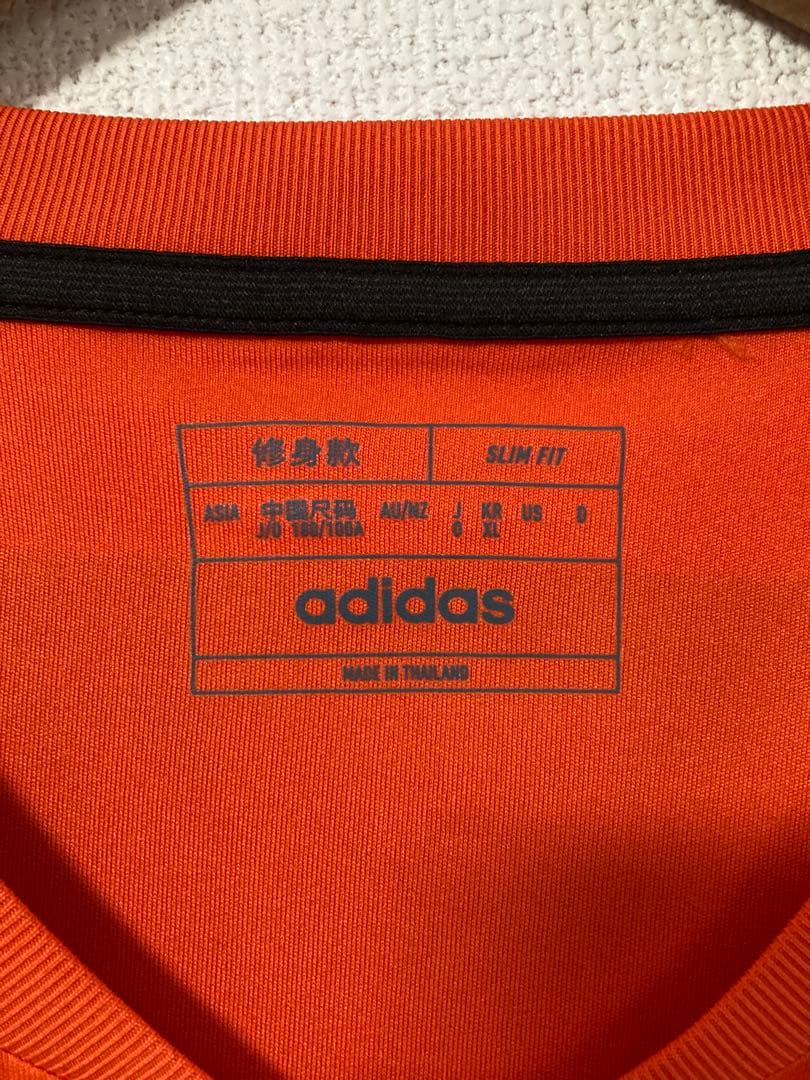 修身款 SLIM FIT
ASIA 中國尺码 AU/NZ J KR US D
J/O 180/100A O XL
adidas
MADE IN THAILAND